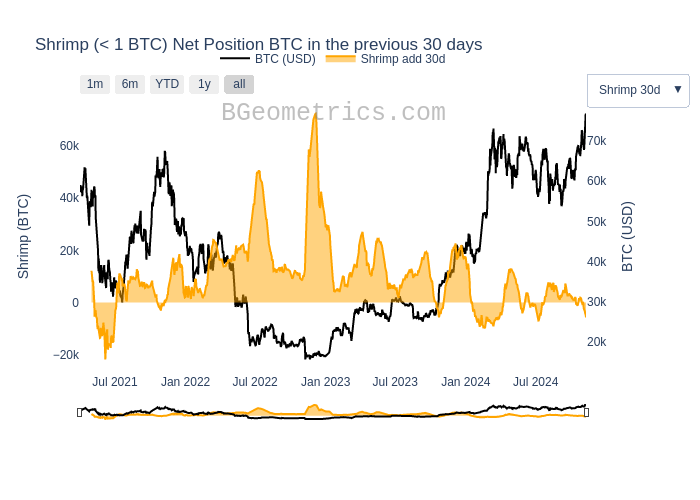 Shrimp (< 1 BTC) Net Position BTC in the previous 30 days
BTC (USD) Shrimp add 30d
1m 6m YTD 1y all
Shrimp 30d ▼
BGeometrics.com
60k
40k
20k
0
−20k
Shrimp (BTC)
70k
60k
50k
40k
30k
20k
BTC (USD)
Jul 2021 Jan 2022 Jul 2022 Jan 2023 Jul 2023 Jan 2024 Jul 2024